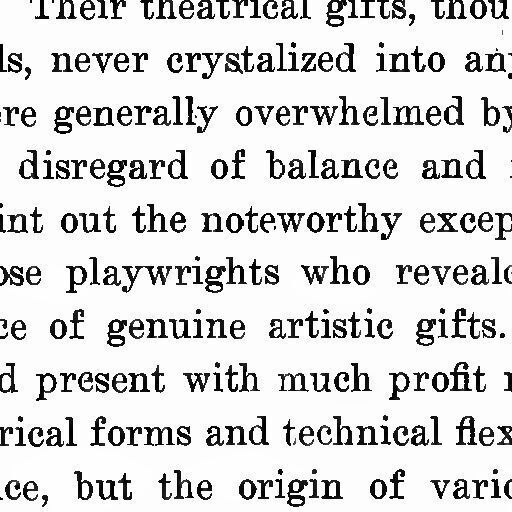 Their theatrical gifts, thou
ls, never crystalized into an
re generally overwhelmed by
disregard of balance and
int out the noteworthy excep
ose playwrights who reveale
ce of genuine artistic gifts.
d present with much profit
rical forms and technical flex
ce, but the origin of vario